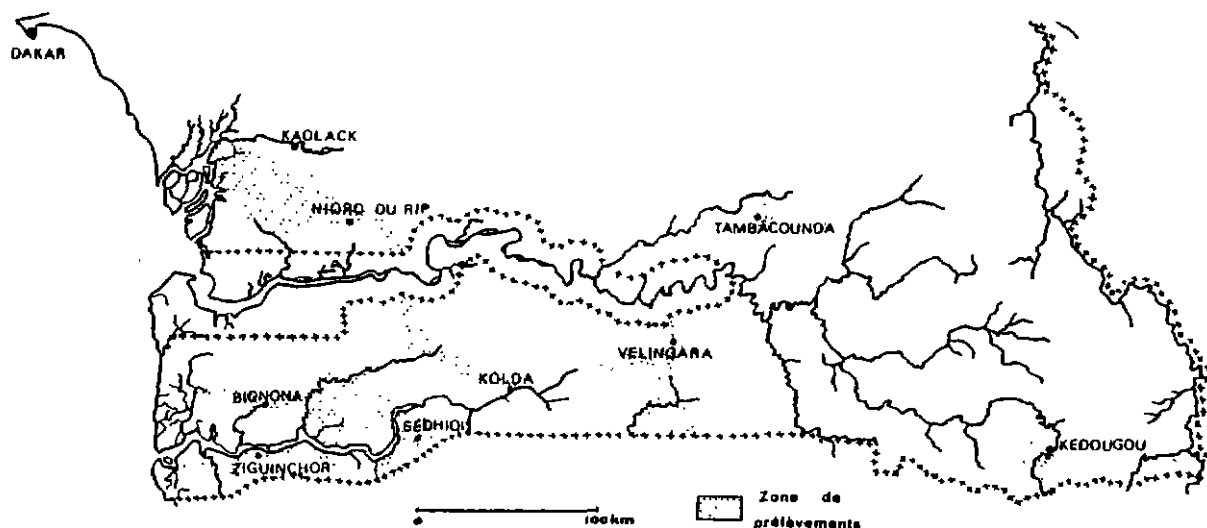 DAKAR
KAOLACK
NIORO DU RIP
TAMBACOUNDA
VELINGARA
KOLDA
BIGNONA
SEDHIOU
ZIGUINCHOR
KEDOUGOU
0 100km
Zone de
prélèvements